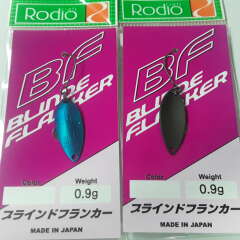 Rodio
BF
BLINDE
FLANKER
Color
Weight
0.9g
ブラインドフランカー
MADE IN JAPAN
Rodio
BF
BLINDE
FLANKER
Color
Weight
0.9g
ブラインドフランカー
MADE IN JAPAN